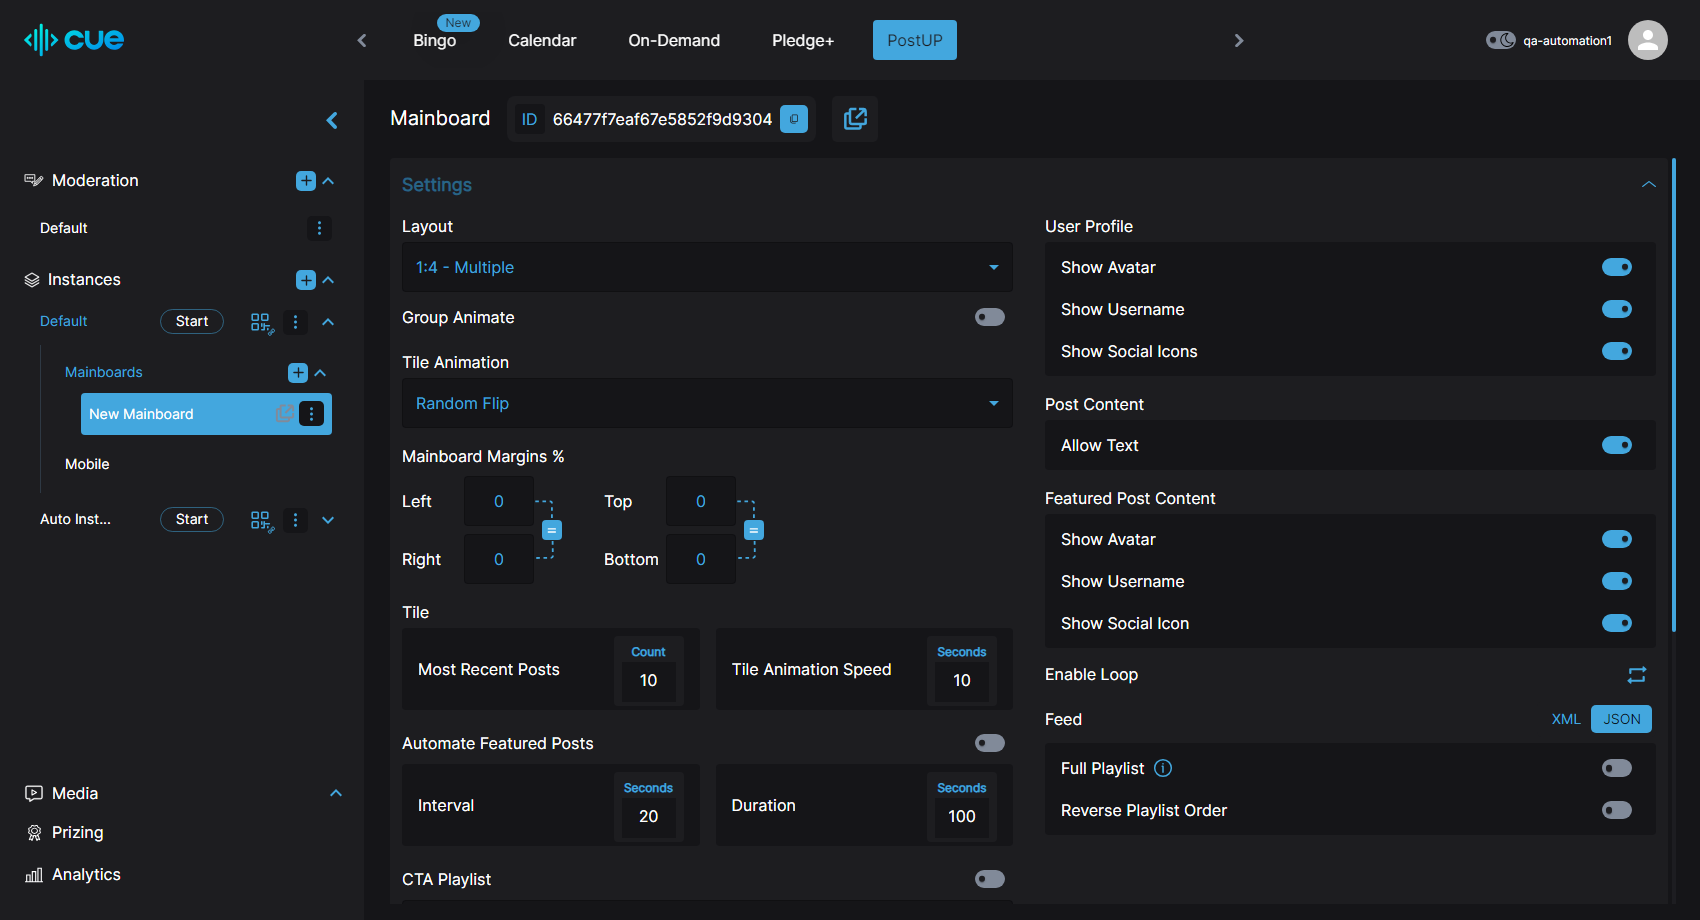 cue
New
Bingo
Calendar
On-Demand
Pledge+
PostUP
qa-automation1
Moderation
Default
Instances
Default
Start
Mainboards
New Mainboard
Mobile
Auto Inst...
Start
Media
Prizing
Analytics
Mainboard
ID
66477f7eaf67e5852f9d9304
Settings
Layout
1:4 - Multiple
Group Animate
Tile Animation
Random Flip
Mainboard Margins %
Left
0
Top
0
=
=
Right
0
Bottom
0
Tile
Most Recent Posts
Count
10
Tile Animation Speed
Seconds
10
Automate Featured Posts
Interval
Seconds
20
Duration
Seconds
100
CTA Playlist
User Profile
Show Avatar
Show Username
Show Social Icons
Post Content
Allow Text
Featured Post Content
Show Avatar
Show Username
Show Social Icon
Enable Loop
Feed
XML
JSON
Full Playlist
Reverse Playlist Order